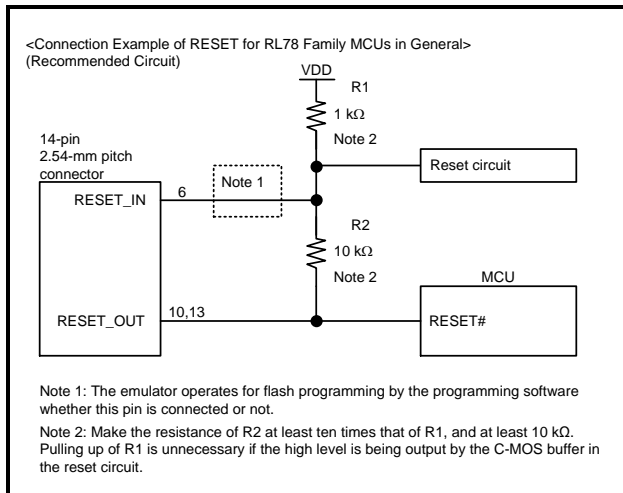 <Connection Example of RESET for RL78 Family MCUs in General>
(Recommended Circuit)
VDD
R1
1 kΩ
Note 2
14-pin
2.54-mm pitch
connector
Reset circuit
Note 1
RESET_IN
6
R2
10 kΩ
Note 2
MCU
RESET_OUT
10,13
RESET#
Note 1: The emulator operates for flash programming by the programming software
whether this pin is connected or not.
Note 2: Make the resistance of R2 at least ten times that of R1, and at least 10 kΩ.
Pulling up of R1 is unnecessary if the high level is being output by the C-MOS buffer in
the reset circuit.